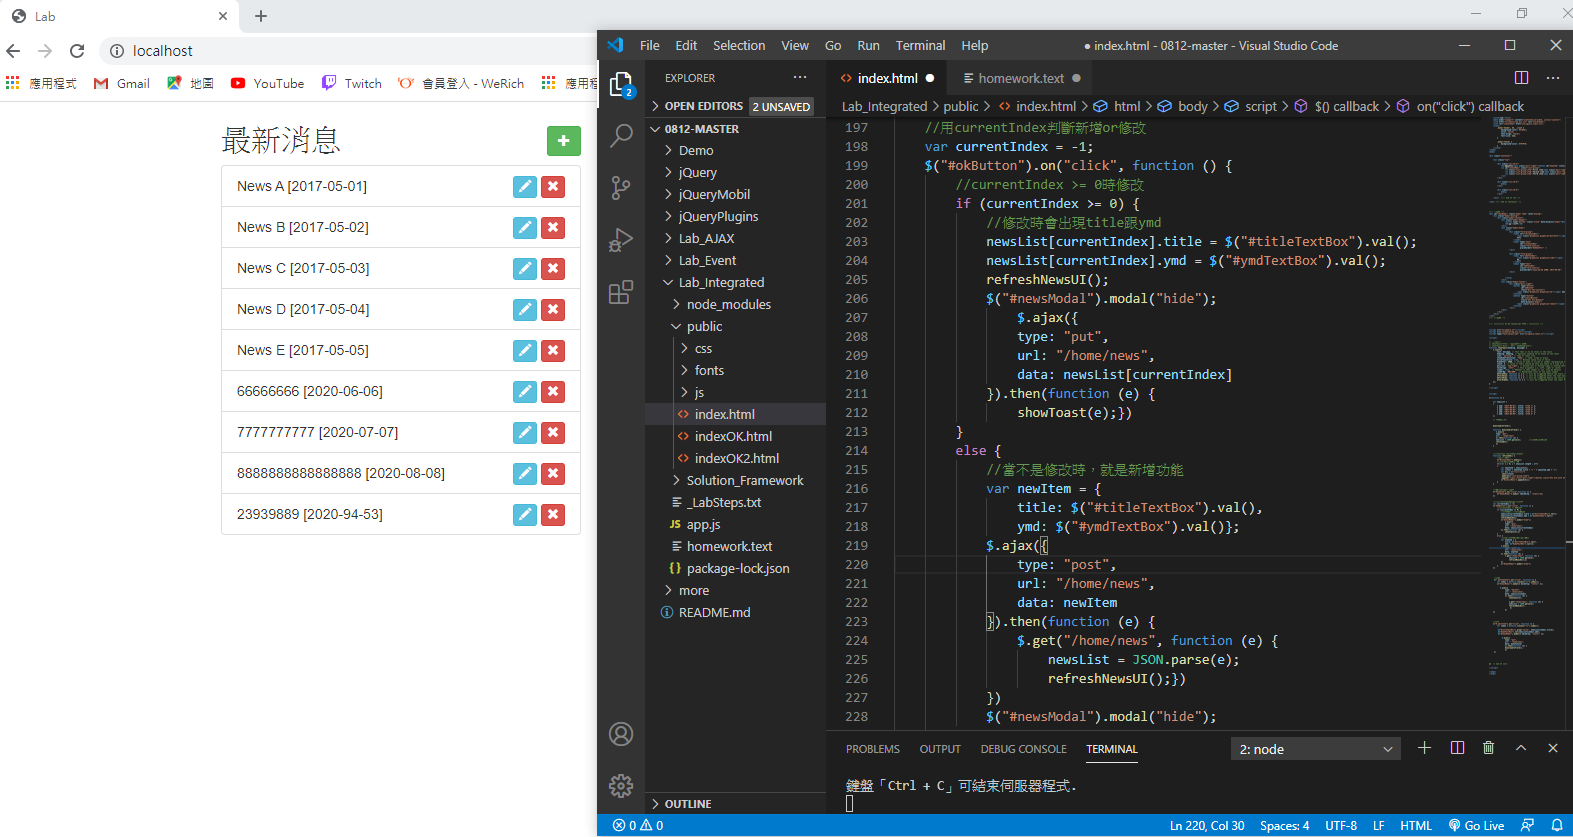 Lab
localhost
應用程式
Gmail
地圖
YouTube
Twitch
會員登入 - WeRich
應用程
最新消息
News A [2017-05-01]
News B [2017-05-02]
News C [2017-05-03]
News D [2017-05-04]
News E [2017-05-05]
66666666 [2020-06-06]
7777777777 [2020-07-07]
8888888888888888 [2020-08-08]
23939889 [2020-94-53]
File Edit Selection View Go Run Terminal Help
● index.html - 0812-master - Visual Studio Code
2
EXPLORER
OPEN EDITORS 2 UNSAVED
0812-MASTER
Demo
jQuery
jQueryMobil
jQueryPlugins
Lab_AJAX
Lab_Event
Lab_Integrated
node_modules
public
css
fonts
js
index.html
indexOK.html
indexOK2.html
Solution_Framework
_LabSteps.txt
JS app.js
homework.text
{} package-lock.json
more
README.md
OUTLINE
index.html
homework.text
Lab_Integrated > public > index.html > html > body > script > $() callback > on("click") callback
197 //用currentIndex判斷新增or修改
198 var currentIndex = -1;
199 $("#okButton").on("click", function () {
200 //currentIndex >= 0時修改
201 if (currentIndex >= 0) {
202 //修改時會出現title跟ymd
203 newsList[currentIndex].title = $("#titleTextBox").val();
204 newsList[currentIndex].ymd = $("#ymdTextBox").val();
205 refreshNewsUI();
206 $("#newsModal").modal("hide");
207 $.ajax({
208 type: "put",
209 url: "/home/news",
210 data: newsList[currentIndex]
211 }).then(function (e) {
212 showToast(e);})
213 }
214 else {
215 //當不是修改時，就是新增功能
216 var newItem = {
217 title: $("#titleTextBox").val(),
218 ymd: $("#ymdTextBox").val()};
219 $.ajax({
220 type: "post",
221 url: "/home/news",
222 data: newItem
223 }).then(function (e) {
224 $.get("/home/news", function (e) {
225 newsList = JSON.parse(e);
226 refreshNewsUI();})
227 })
228 $("#newsModal").modal("hide");
PROBLEMS OUTPUT DEBUG CONSOLE TERMINAL
2: node
鍵盤「Ctrl + C」可結束伺服器程式.
0 0
Ln 220, Col 30 Spaces: 4 UTF-8 LF HTML Go Live